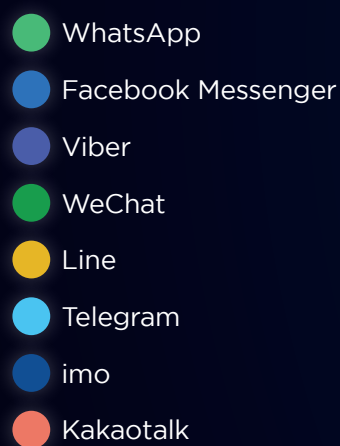 WhatsApp
Facebook Messenger
Viber
WeChat
Line
Telegram
imo
Kakaotalk